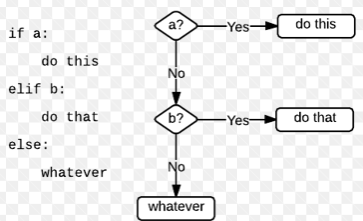 if a:
    do this
elif b:
    do that
else:
    whatever
a?
Yes
do this
No
b?
Yes
do that
No
whatever